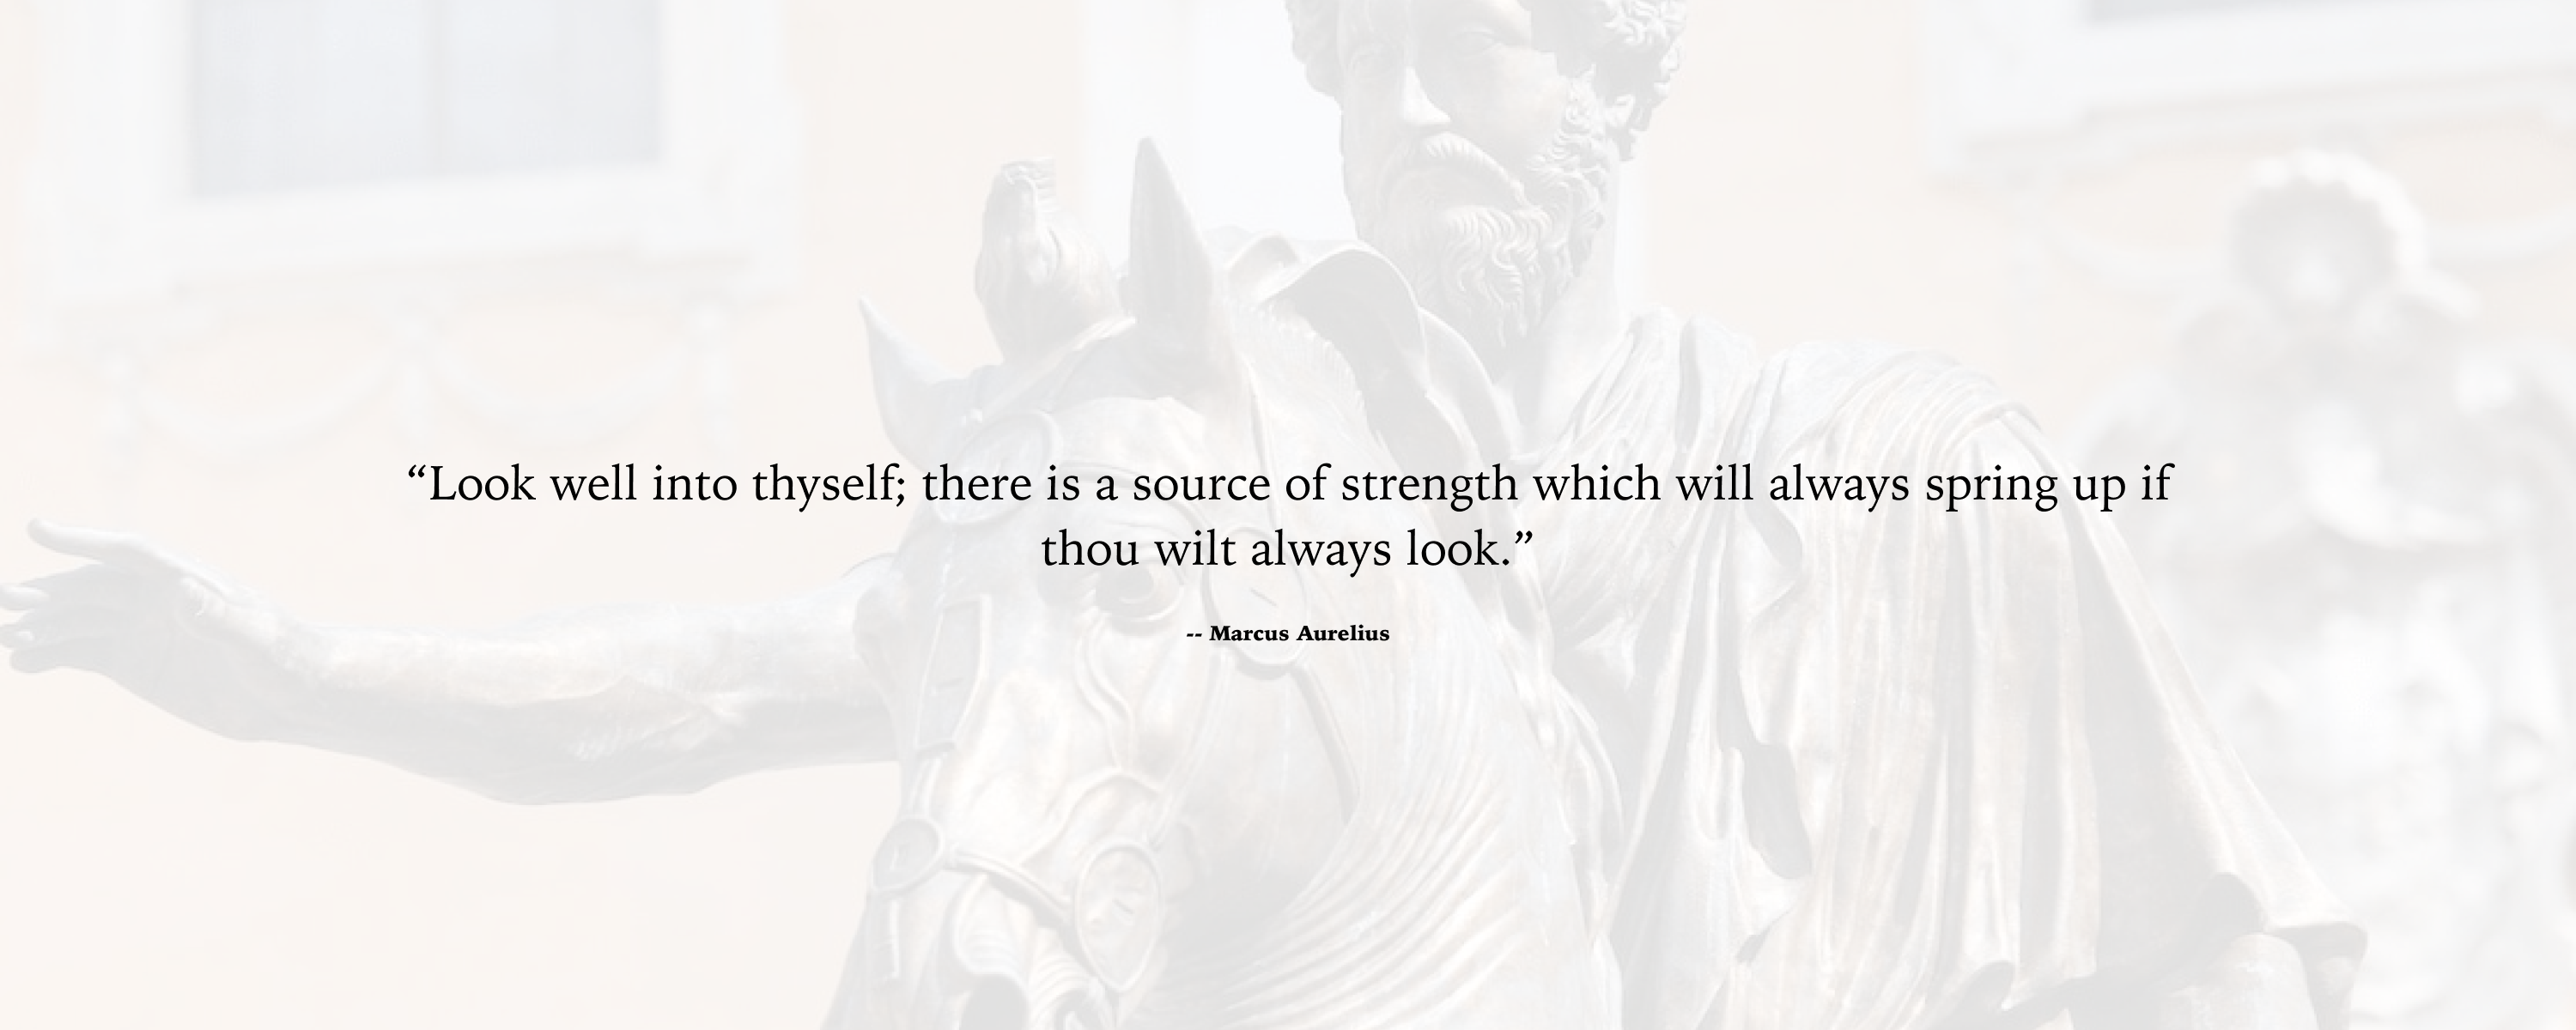 “Look well into thyself; there is a source of strength which will always spring up if
thou wilt always look.”
-- Marcus Aurelius